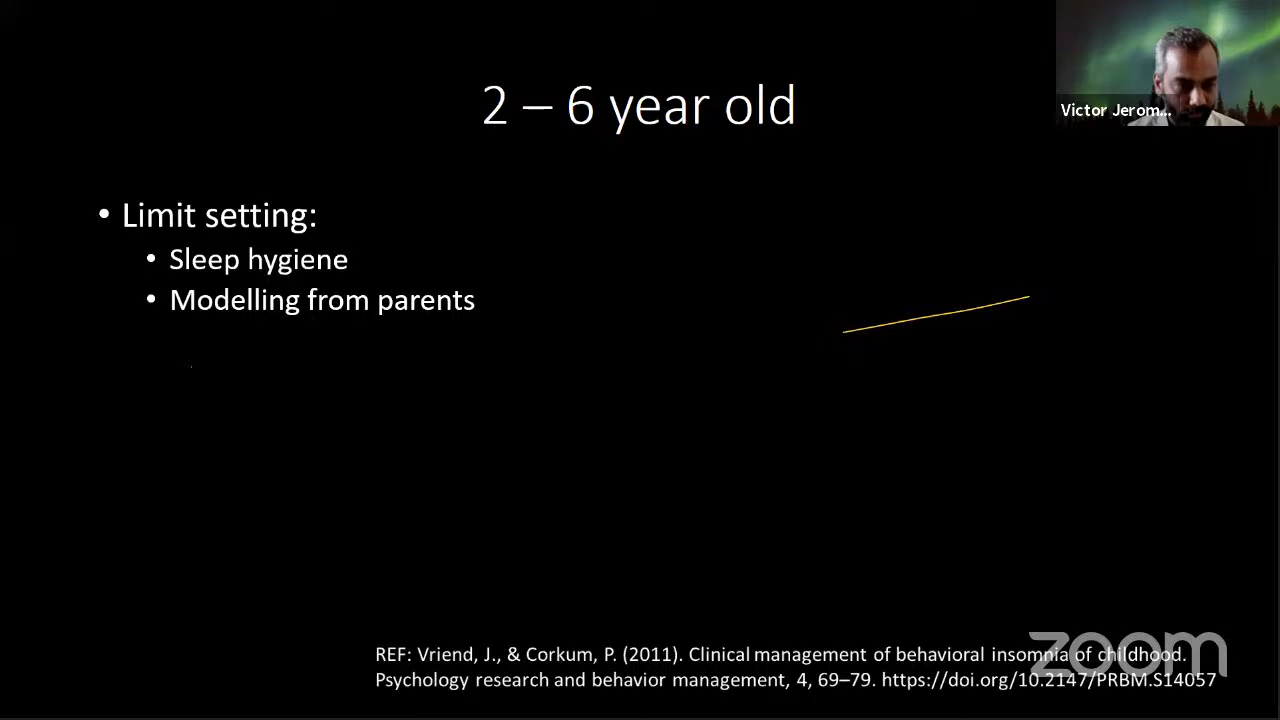 2 – 6 year old
Victor Jerom...
• Limit setting:
• Sleep hygiene
• Modelling from parents
REF: Vriend, J., & Corkum, P. (2011). Clinical management of behavioral insomnia of childhood.
Psychology research and behavior management, 4, 69–79. https://doi.org/10.2147/PRBM.S14057
zoom